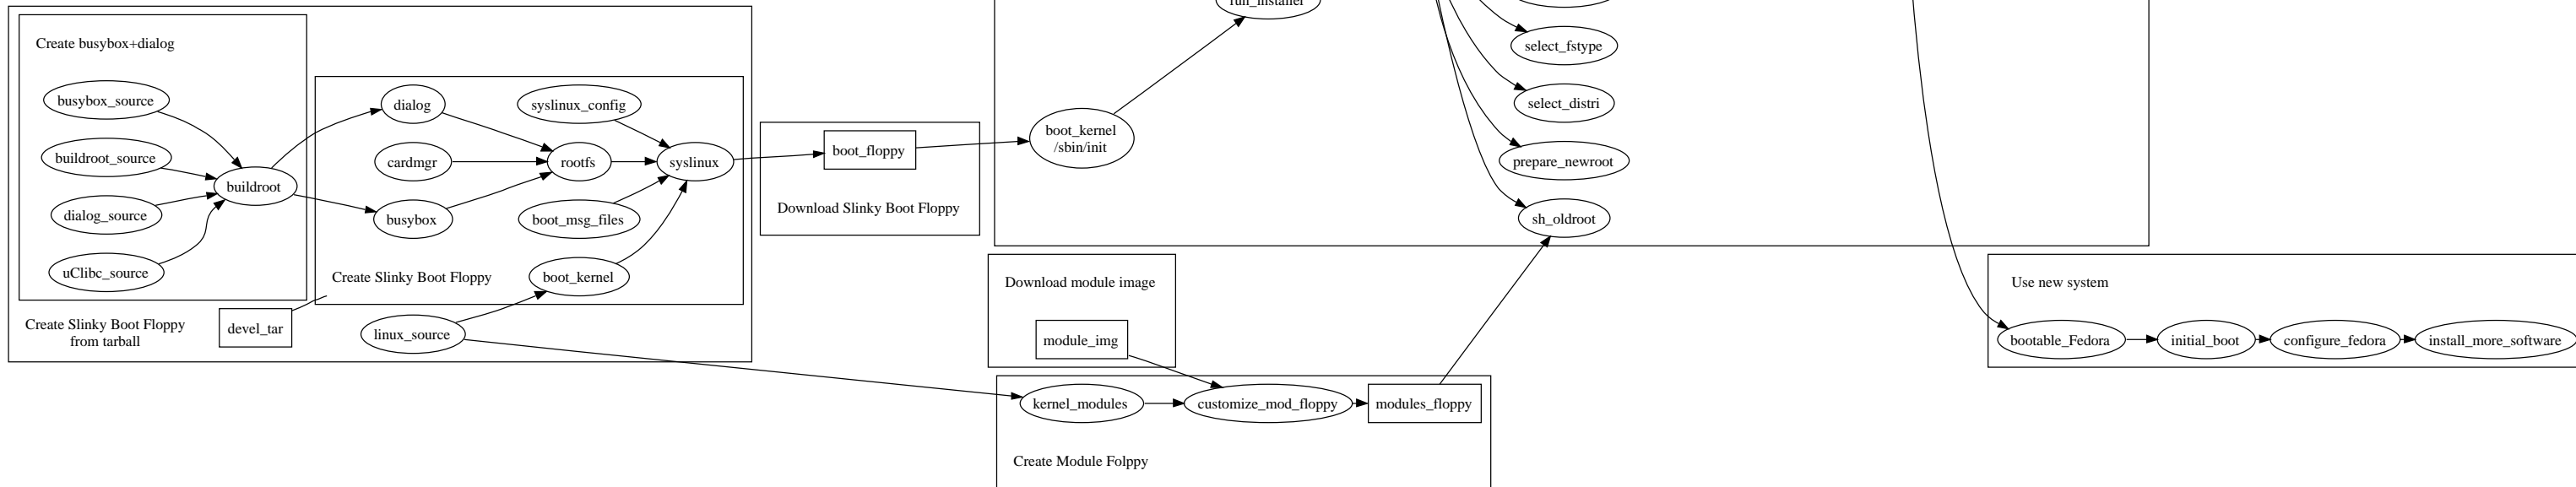 run_installer
Create busybox+dialog
select_fstype
busybox_source
dialog
syslinux_config
select_distri
boot_kernel
/sbin/init
buildroot_source
cardmgr
rootfs
syslinux
boot_floppy
prepare_newroot
buildroot
dialog_source
busybox
boot_msg_files
Download Slinky Boot Floppy
sh_oldroot
uClibc_source
Create Slinky Boot Floppy
boot_kernel
Download module image
Use new system
Create Slinky Boot Floppy
from tarball
devel_tar
linux_source
module_img
bootable_Fedora
initial_boot
configure_fedora
install_more_software
kernel_modules
customize_mod_floppy
modules_floppy
Create Module Folppy